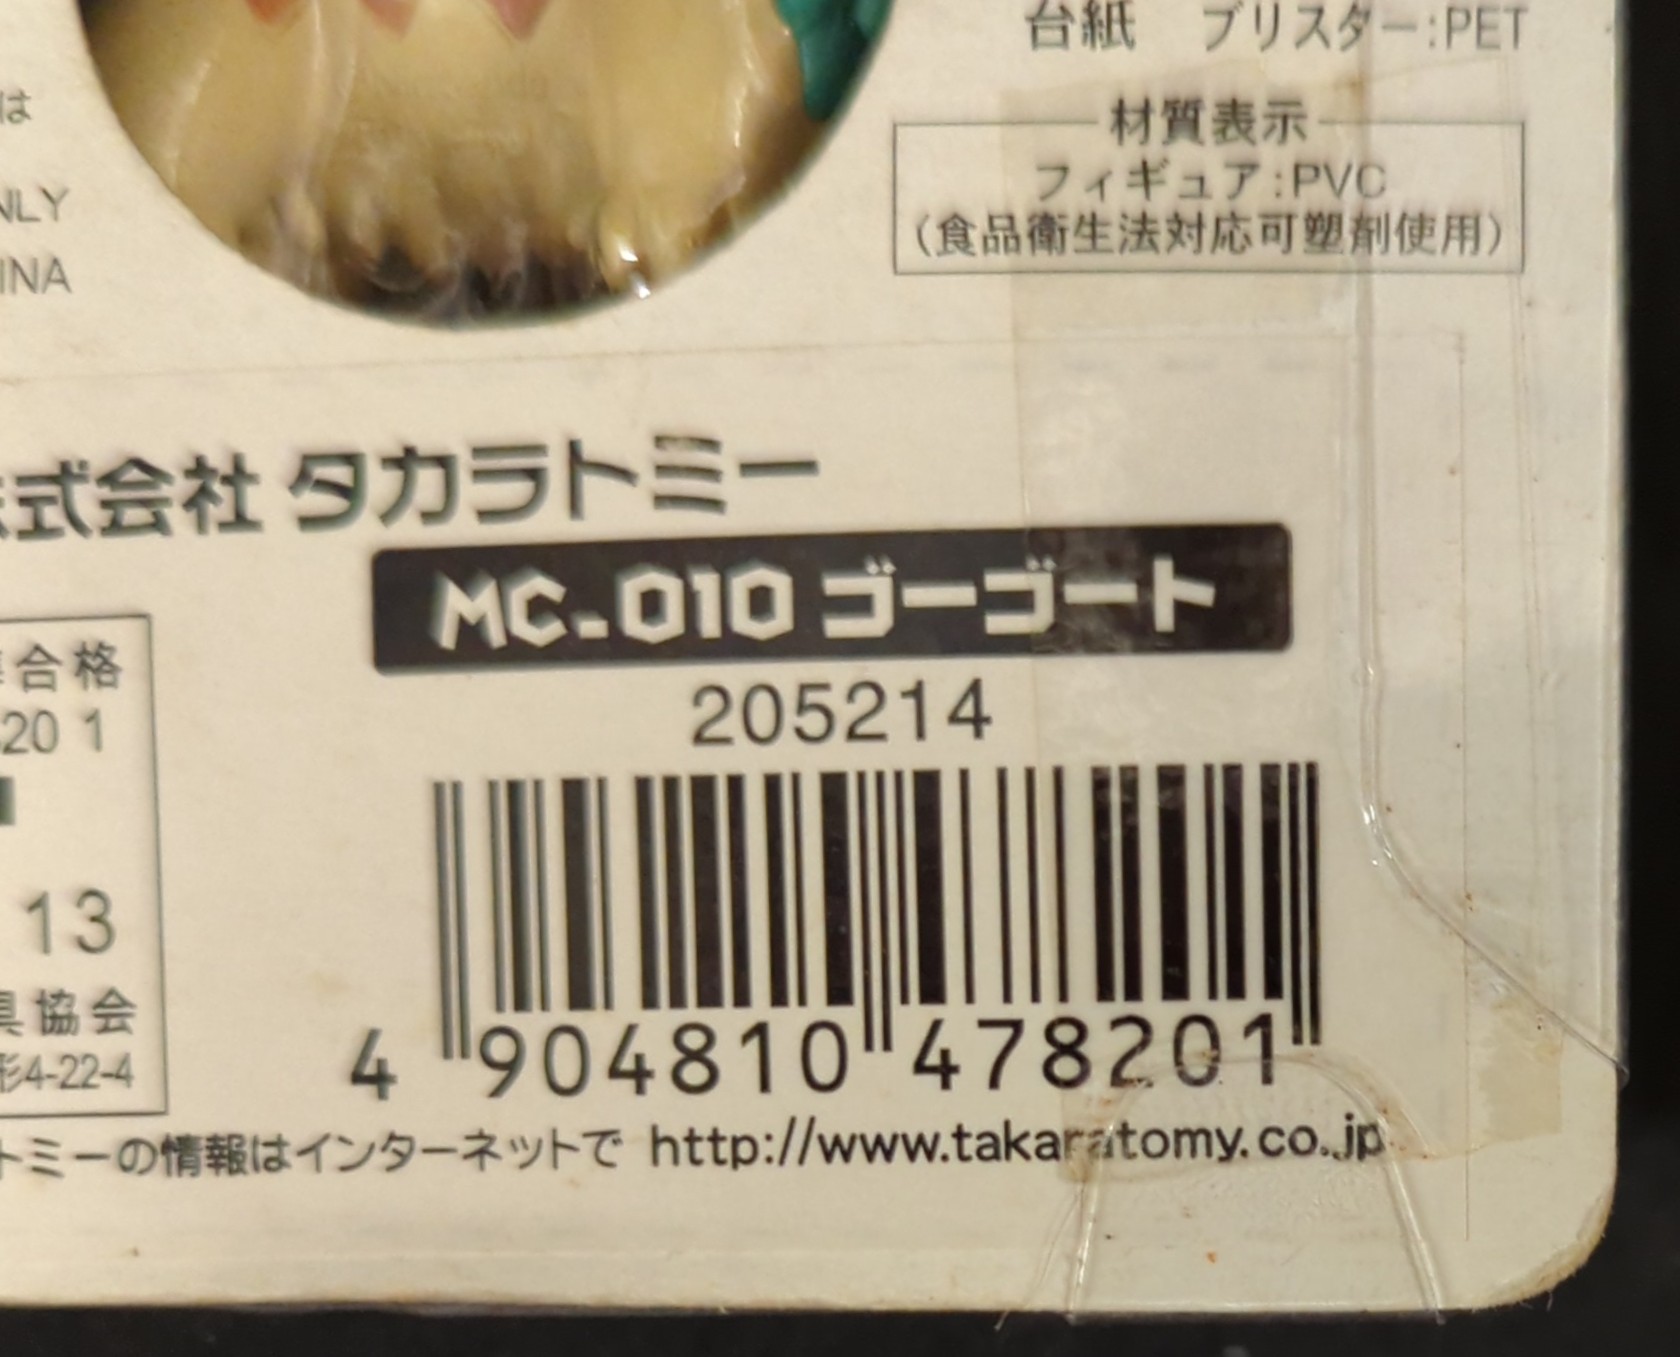 台紙 ブリスター:PET
は
材質表示
フィギュア:PVC
NLY
(食品衛生法対応可塑剤使用)
INA
式会社 タカラトミー
MC-010 ゴーゴート
合格
205214
20 1
13
協会
4-22-4
4 904810 478201
トミーの情報はインターネットで http://www.takaratomy.co.jp